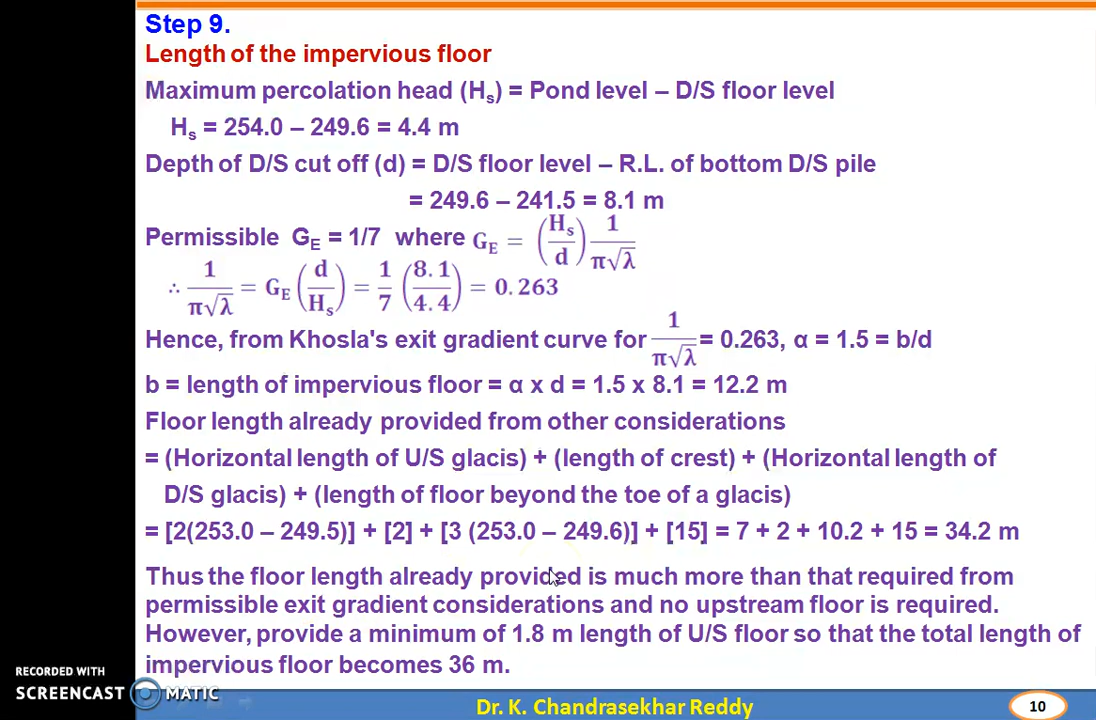 Step 9.
Length of the impervious floor
Maximum percolation head (Hs) = Pond level – D/S floor level
Hs = 254.0 – 249.6 = 4.4 m
Depth of D/S cut off (d) = D/S floor level – R.L. of bottom D/S pile
= 249.6 – 241.5 = 8.1 m
Permissible GE = 1/7 where GE = (Hs/d) 1/π√λ
∴ 1/π√λ = GE (d/Hs) = 1/7 (8.1/4.4) = 0.263
Hence, from Khosla's exit gradient curve for 1/π√λ = 0.263, α = 1.5 = b/d
b = length of impervious floor = α x d = 1.5 x 8.1 = 12.2 m
Floor length already provided from other considerations
= (Horizontal length of U/S glacis) + (length of crest) + (Horizontal length of
D/S glacis) + (length of floor beyond the toe of a glacis)
= [2(253.0 – 249.5)] + [2] + [3 (253.0 – 249.6)] + [15] = 7 + 2 + 10.2 + 15 = 34.2 m
Thus the floor length already provided is much more than that required from
permissible exit gradient considerations and no upstream floor is required.
However, provide a minimum of 1.8 m length of U/S floor so that the total length of
impervious floor becomes 36 m.
RECORDED WITH
SCREENCAST MATIC
Dr. K. Chandrasekhar Reddy
10